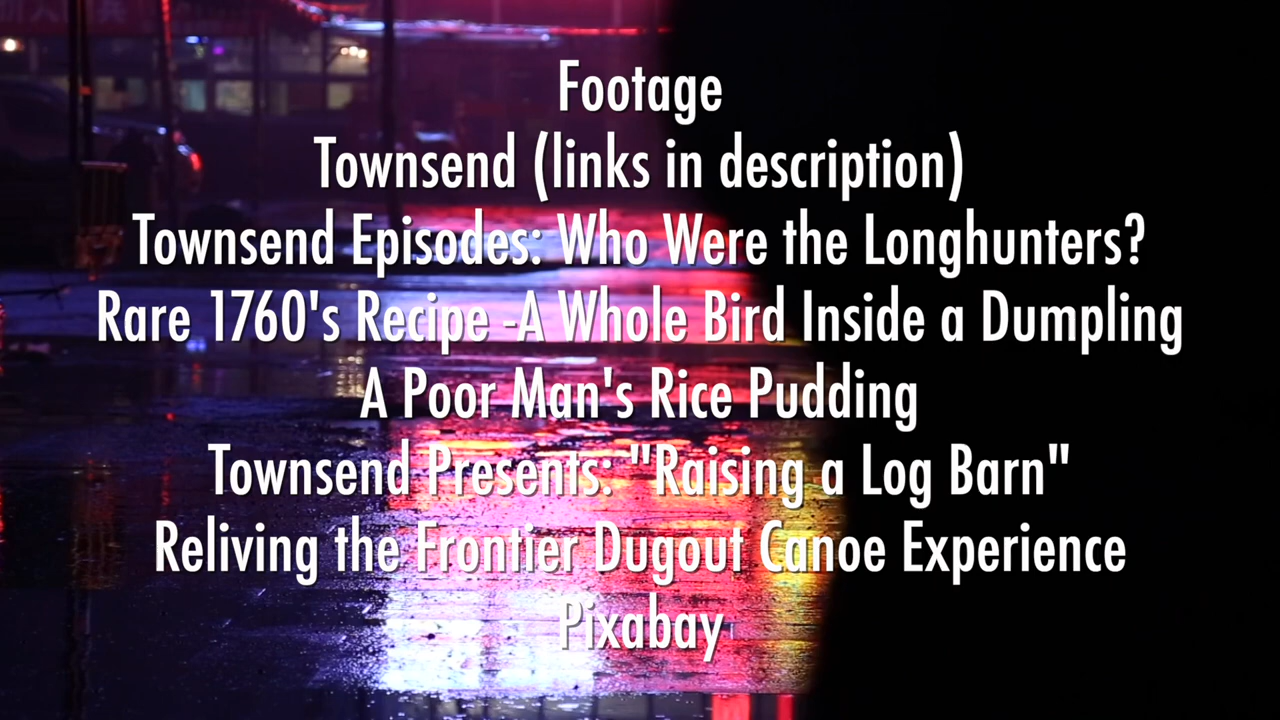 Footage
Townsend (links in description)
Townsend Episodes: Who Were the Longhunters?
Rare 1760's Recipe -A Whole Bird Inside a Dumpling
A Poor Man's Rice Pudding
Townsend Presents: "Raising a Log Barn"
Reliving the Frontier Dugout Canoe Experience
Pixabay